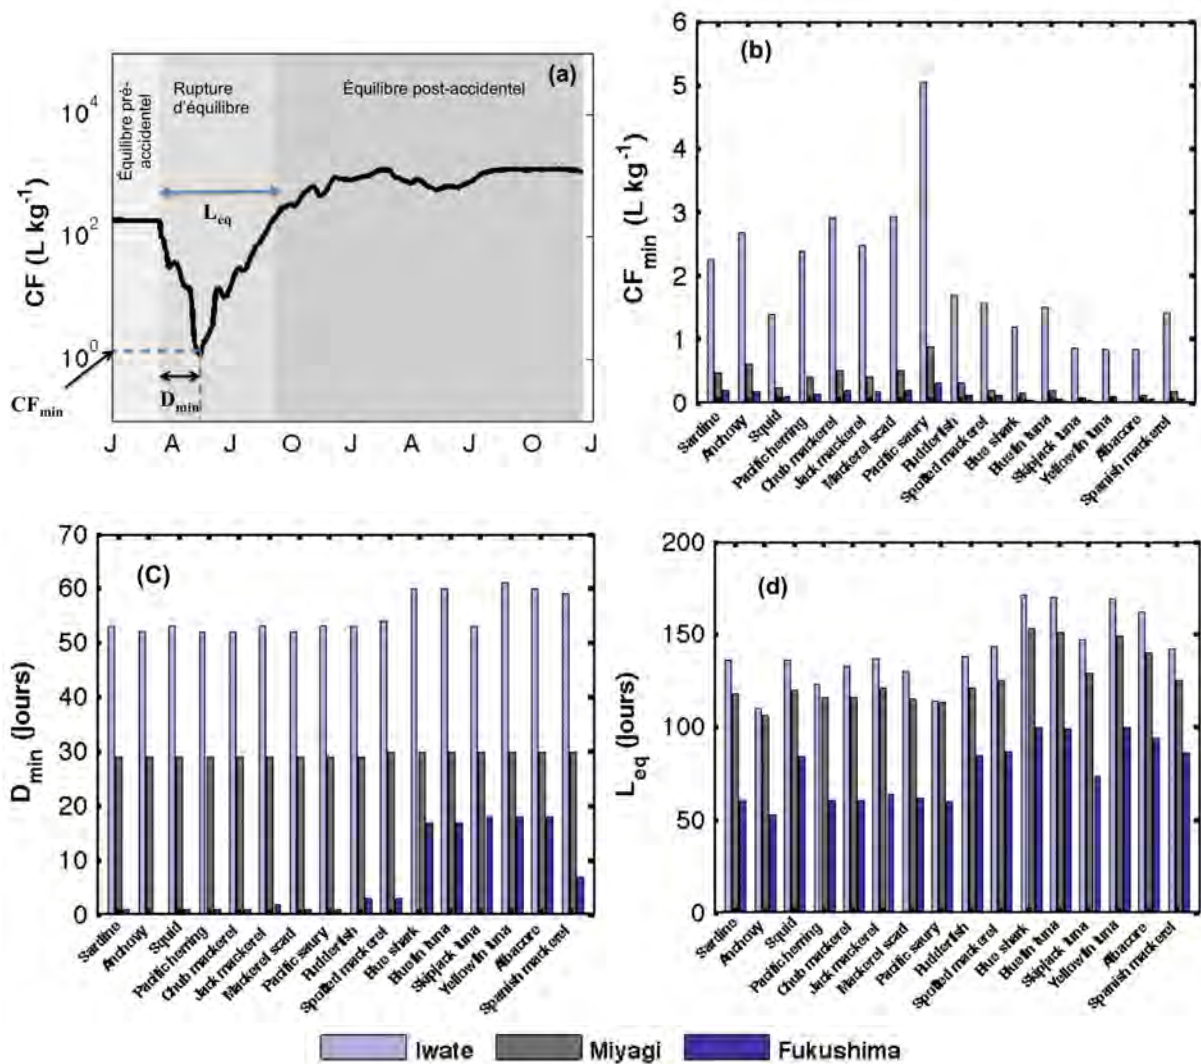 (a)
Équilibre pré-
accidentel
Rupture
d'équilibre
Équilibre post-accidentel
10^4
10^2
10^0
CF (L kg^-1)
L_eq
D_min
CF_min
J
A
J
O
J
A
J
O
J
(b)
6
5
4
3
2
1
0
CF_min (L kg^-1)
Sardine
Anchovy
Squid
Pacific herring
Chub mackerel
Jack mackerel
Mackerel scad
Pacific saury
Rudderfish
Spotted mackerel
Blue shark
Bluefin tuna
Skipjack tuna
Yellowfin tuna
Albacore
Spanish mackerel
(C)
70
60
50
40
30
20
10
0
D_min (jours)
Sardine
Anchovy
Squid
Pacific herring
Chub mackerel
Jack mackerel
Mackerel scad
Pacific saury
Rudderfish
Spotted mackerel
Blue shark
Bluefin tuna
Skipjack tuna
Yellowfin tuna
Albacore
Spanish mackerel
(d)
200
150
100
50
0
L_eq (jours)
Sardine
Anchovy
Squid
Pacific herring
Chub mackerel
Jack mackerel
Mackerel scad
Pacific saury
Rudderfish
Spotted mackerel
Blue shark
Bluefin tuna
Skipjack tuna
Yellowfin tuna
Albacore
Spanish mackerel
Iwate
Miyagi
Fukushima